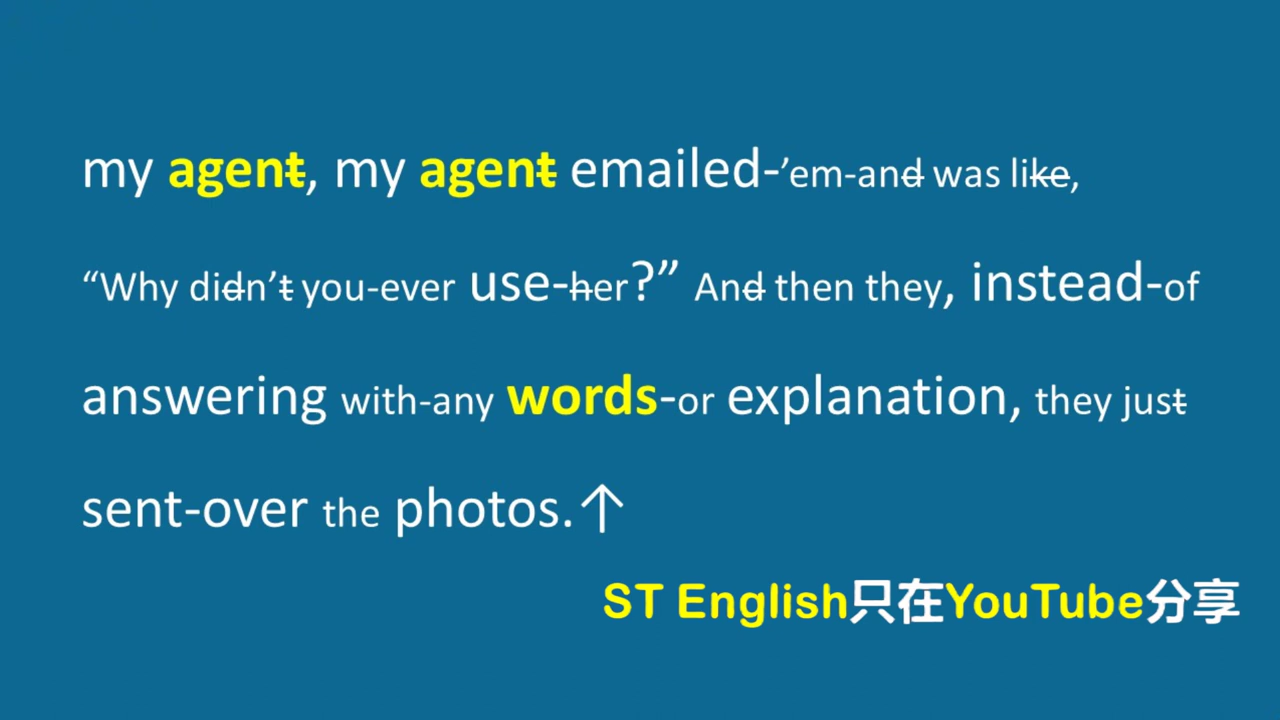 my agent, my agent emailed-’em-and was like,
“Why didn’t you-ever use-her?” And then they, instead-of
answering with-any words-or explanation, they just
sent-over the photos.↑
ST English只在YouTube分享